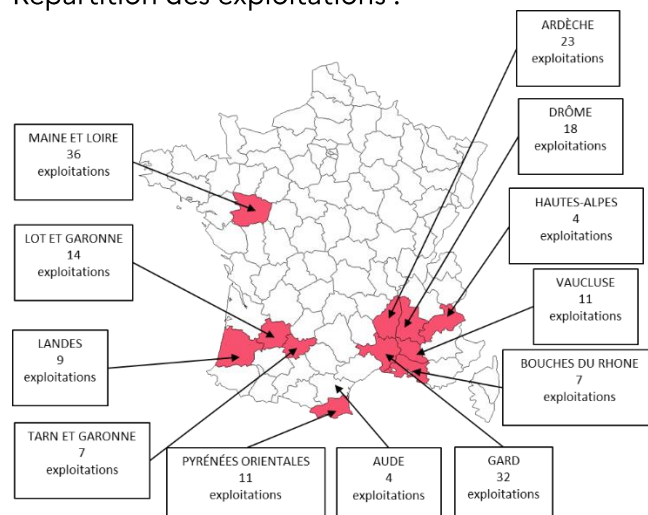 Répartition des exploitations :
ARDÈCHE
23
exploitations
DRÔME
18
exploitations
MAINE ET LOIRE
36
exploitations
HAUTES-ALPES
4
exploitations
LOT ET GARONNE
14
exploitations
VAUCLUSE
11
exploitations
LANDES
9
exploitations
BOUCHES DU RHONE
7
exploitations
TARN ET GARONNE
7
exploitations
PYRÉNÉES ORIENTALES
11
exploitations
AUDE
4
exploitations
GARD
32
exploitations